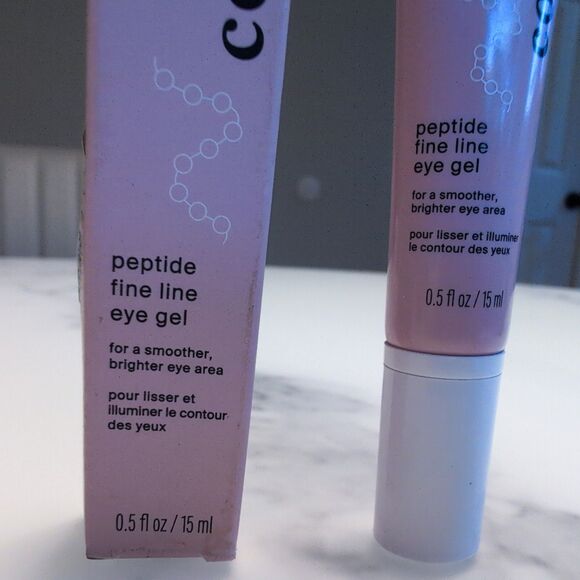 peptide
fine line
eye gel
for a smoother,
brighter eye area
pour lisser et
illuminer le contour
des yeux
0.5 fl oz / 15 ml
peptide
fine line
eye gel
for a smoother,
brighter eye area
pour lisser et illuminer
le contour des yeux
0.5 fl oz / 15 ml